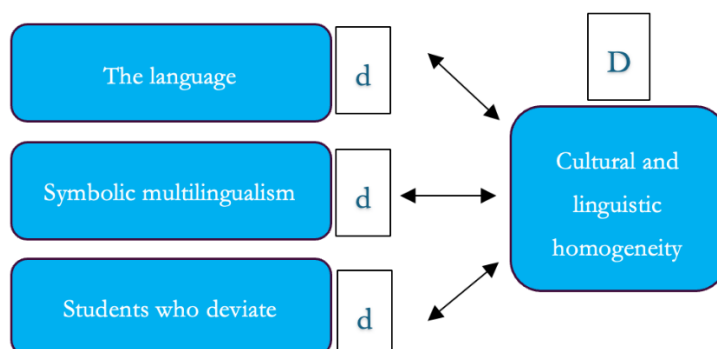 The language
d
D
Symbolic multilingualism
d
Cultural and
linguistic
homogeneity
Students who deviate
d